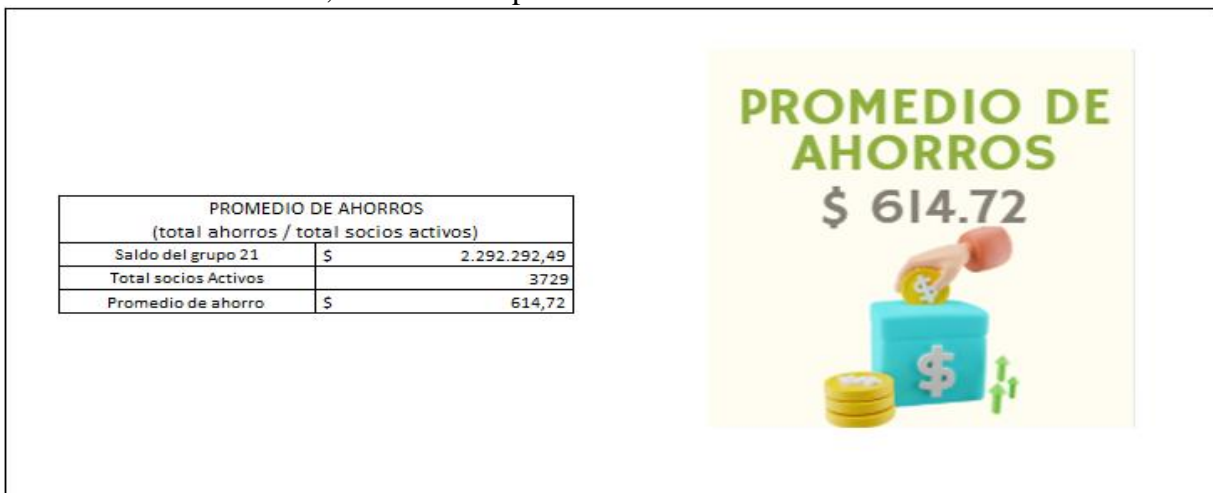 PROMEDIO DE AHORROS
(total ahorros / total socios activos)
Saldo del grupo 21 $ 2.292.292,49
Total socios Activos 3729
Promedio de ahorro $ 614,72
PROMEDIO DE
AHORROS
$ 614.72
$
$